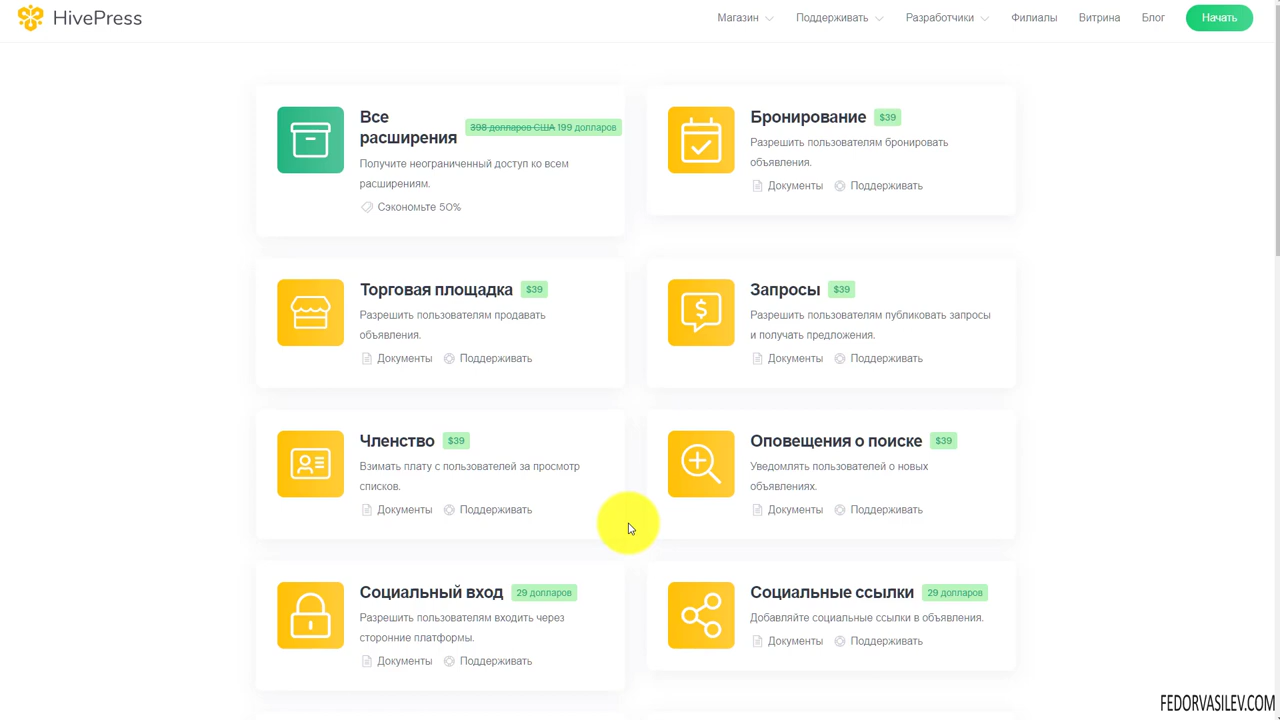 HivePress
Магазин Поддерживать Разработчики Филиалы Витрина Блог Начать
Все
расширения 398 долларов США 199 долларов
Получите неограниченный доступ ко всем
расширениям.
Сэкономьте 50%
Бронирование $39
Разрешить пользователям бронировать
объявления.
Документы Поддерживать
Торговая площадка $39
Разрешить пользователям продавать
объявления.
Документы Поддерживать
Запросы $39
Разрешить пользователям публиковать запросы
и получать предложения.
Документы Поддерживать
Членство $39
Взимать плату с пользователей за просмотр
списков.
Документы Поддерживать
Оповещения о поиске $39
Уведомлять пользователей о новых
объявлениях.
Документы Поддерживать
Социальный вход 29 долларов
Разрешить пользователям входить через
сторонние платформы.
Документы Поддерживать
Социальные ссылки 29 долларов
Добавляйте социальные ссылки в объявления.
Документы Поддерживать
FEDORVASILEV.COM